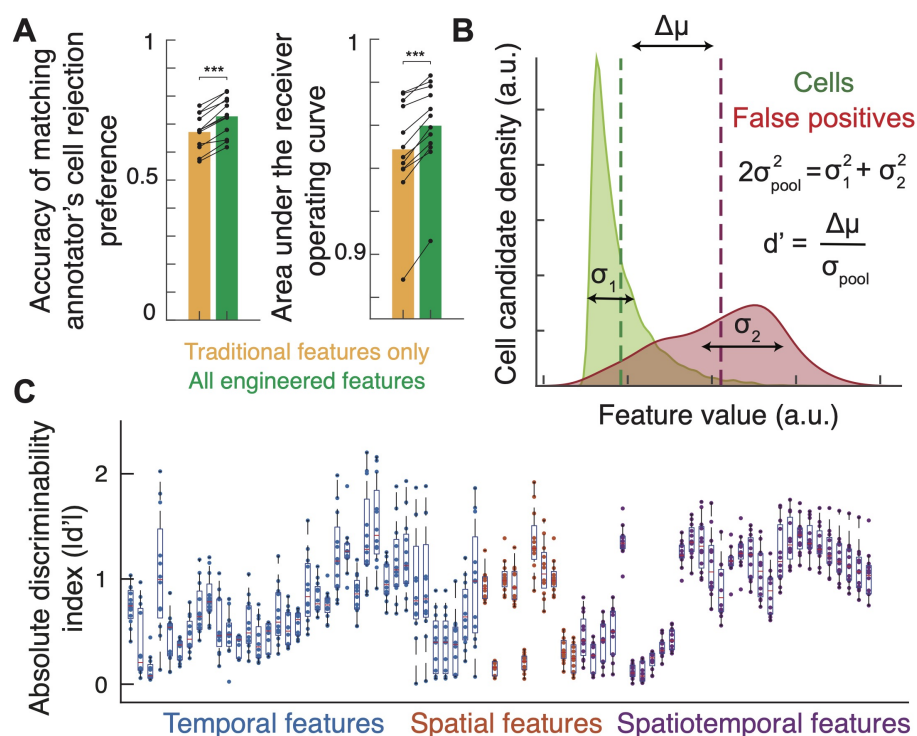 A
Accuracy of matching
annotator's cell rejection
preference
1
0.5
0
***
Area under the receiver
operating curve
1
0.9
***
Traditional features only
All engineered features
B
Cell candidate density (a.u.)
Δμ
Cells
False positives
2σ²pool = σ₁² + σ₂²
d' = Δμ / σpool
σ₁
σ₂
Feature value (a.u.)
C
Absolute discriminability
index (|d'|)
2
1
0
Temporal features
Spatial features
Spatiotemporal features